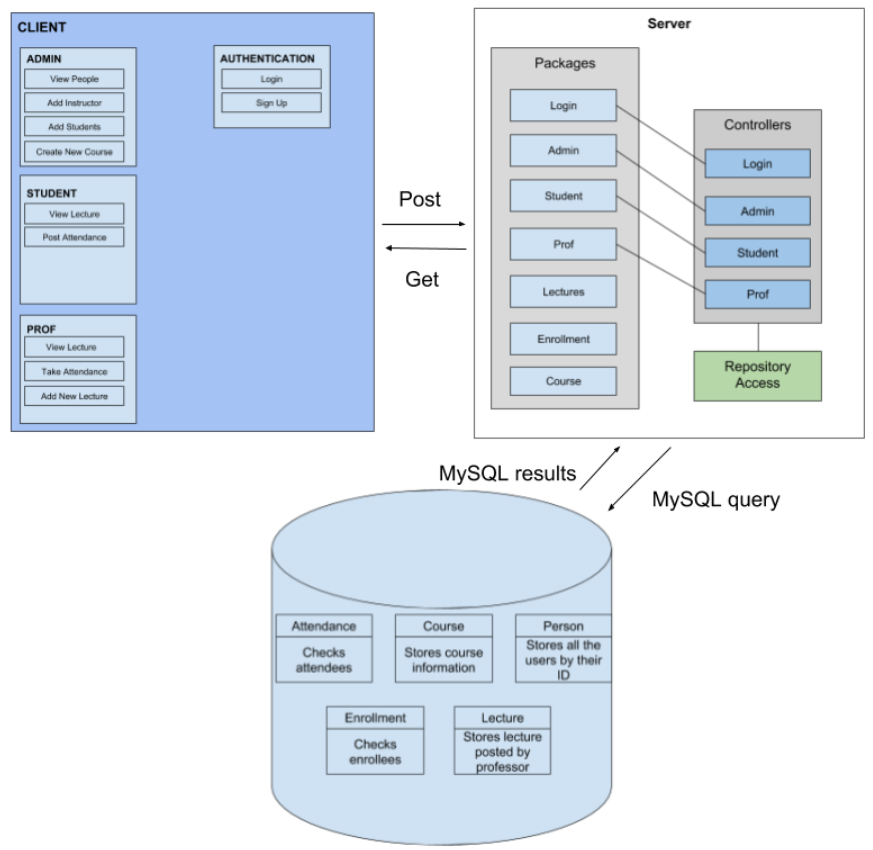 CLIENT
ADMIN
View People
Add Instructor
Add Students
Create New Course
AUTHENTICATION
Login
Sign Up
STUDENT
View Lecture
Post Attendance
PROF
View Lecture
Take Attendance
Add New Lecture
Post
Get
Server
Packages
Login
Admin
Student
Prof
Lectures
Enrollment
Course
Controllers
Login
Admin
Student
Prof
Repository
Access
MySQL results
MySQL query
Attendance
Checks
attendees
Course
Stores course
information
Person
Stores all the
users by their
ID
Enrollment
Checks
enrollees
Lecture
Stores lecture
posted by
professor